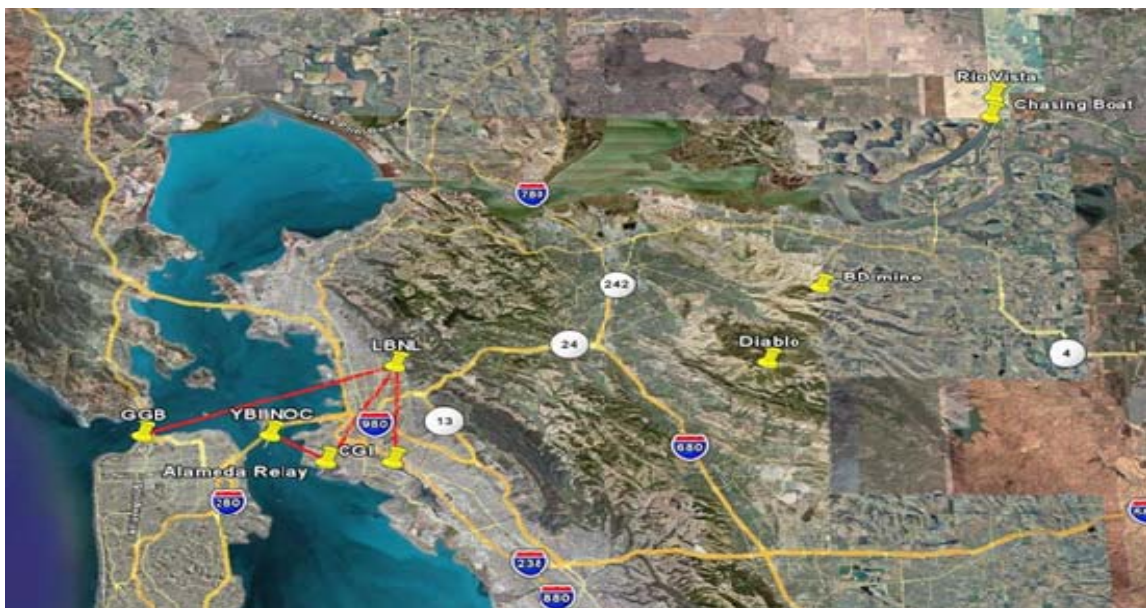 Rio Vista
Chasing Boat
780
242
BD mine
LBNL
24
Diablo
4
GGB
YBI NOC
980
13
CGI
680
Alameda Relay
280
238
880